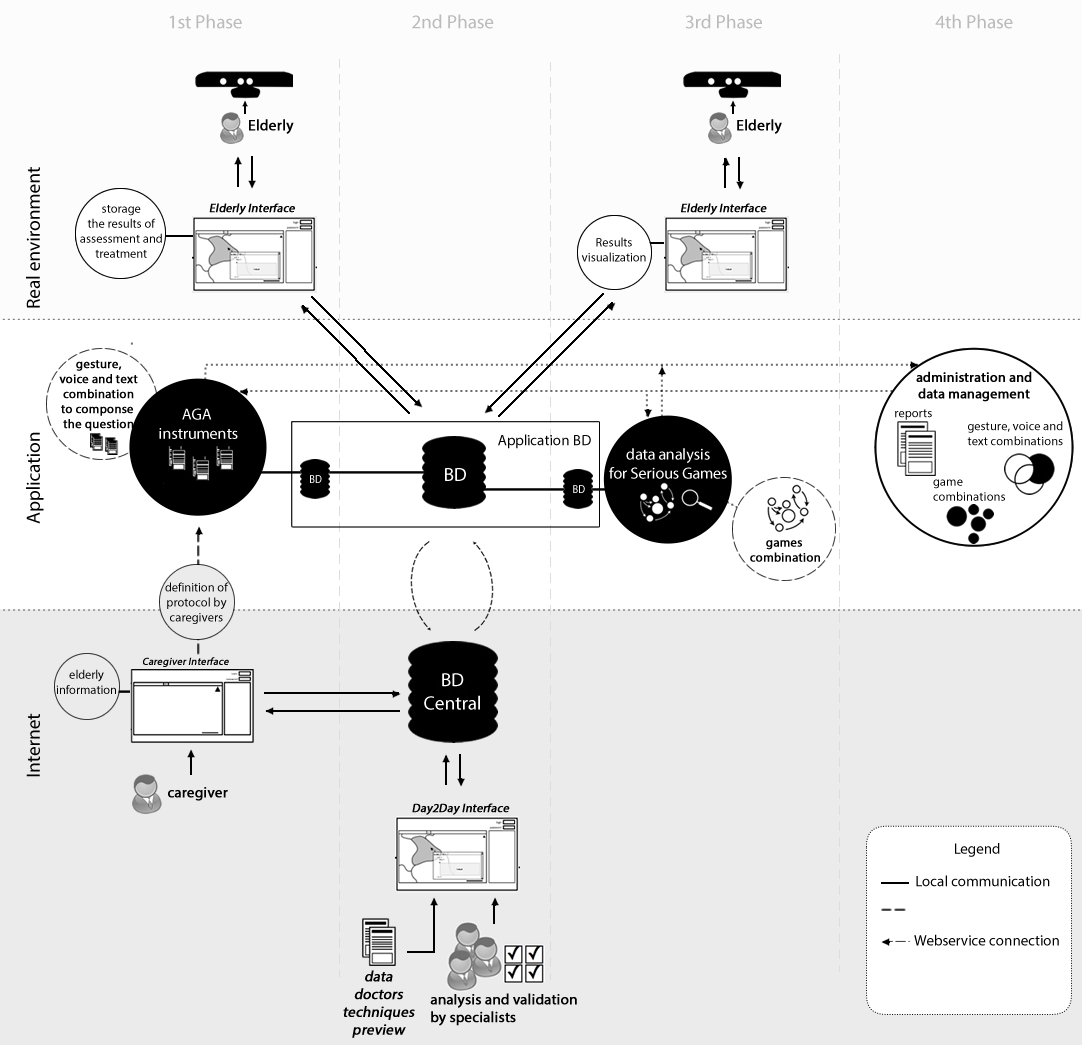 1st Phase
2nd Phase
3rd Phase
4th Phase
Real environment
Elderly
Elderly
Elderly Interface
Elderly Interface
storage
the results of
assessment and
treatment
Results
visualization
Application
gesture,
voice and text
combination
to componse
the question
AGA
instruments
Application BD
BD
BD
BD
data analysis
for Serious Games
games
combination
administration and
data management
reports
gesture, voice and
text combinations
game
combinations
definition of
protocol by
caregivers
Internet
Caregiver Interface
elderly
information
caregiver
BD
Central
Day2Day Interface
data
doctors
techniques
preview
analysis and validation
by specialists
Legend
Local communication
Webservice connection